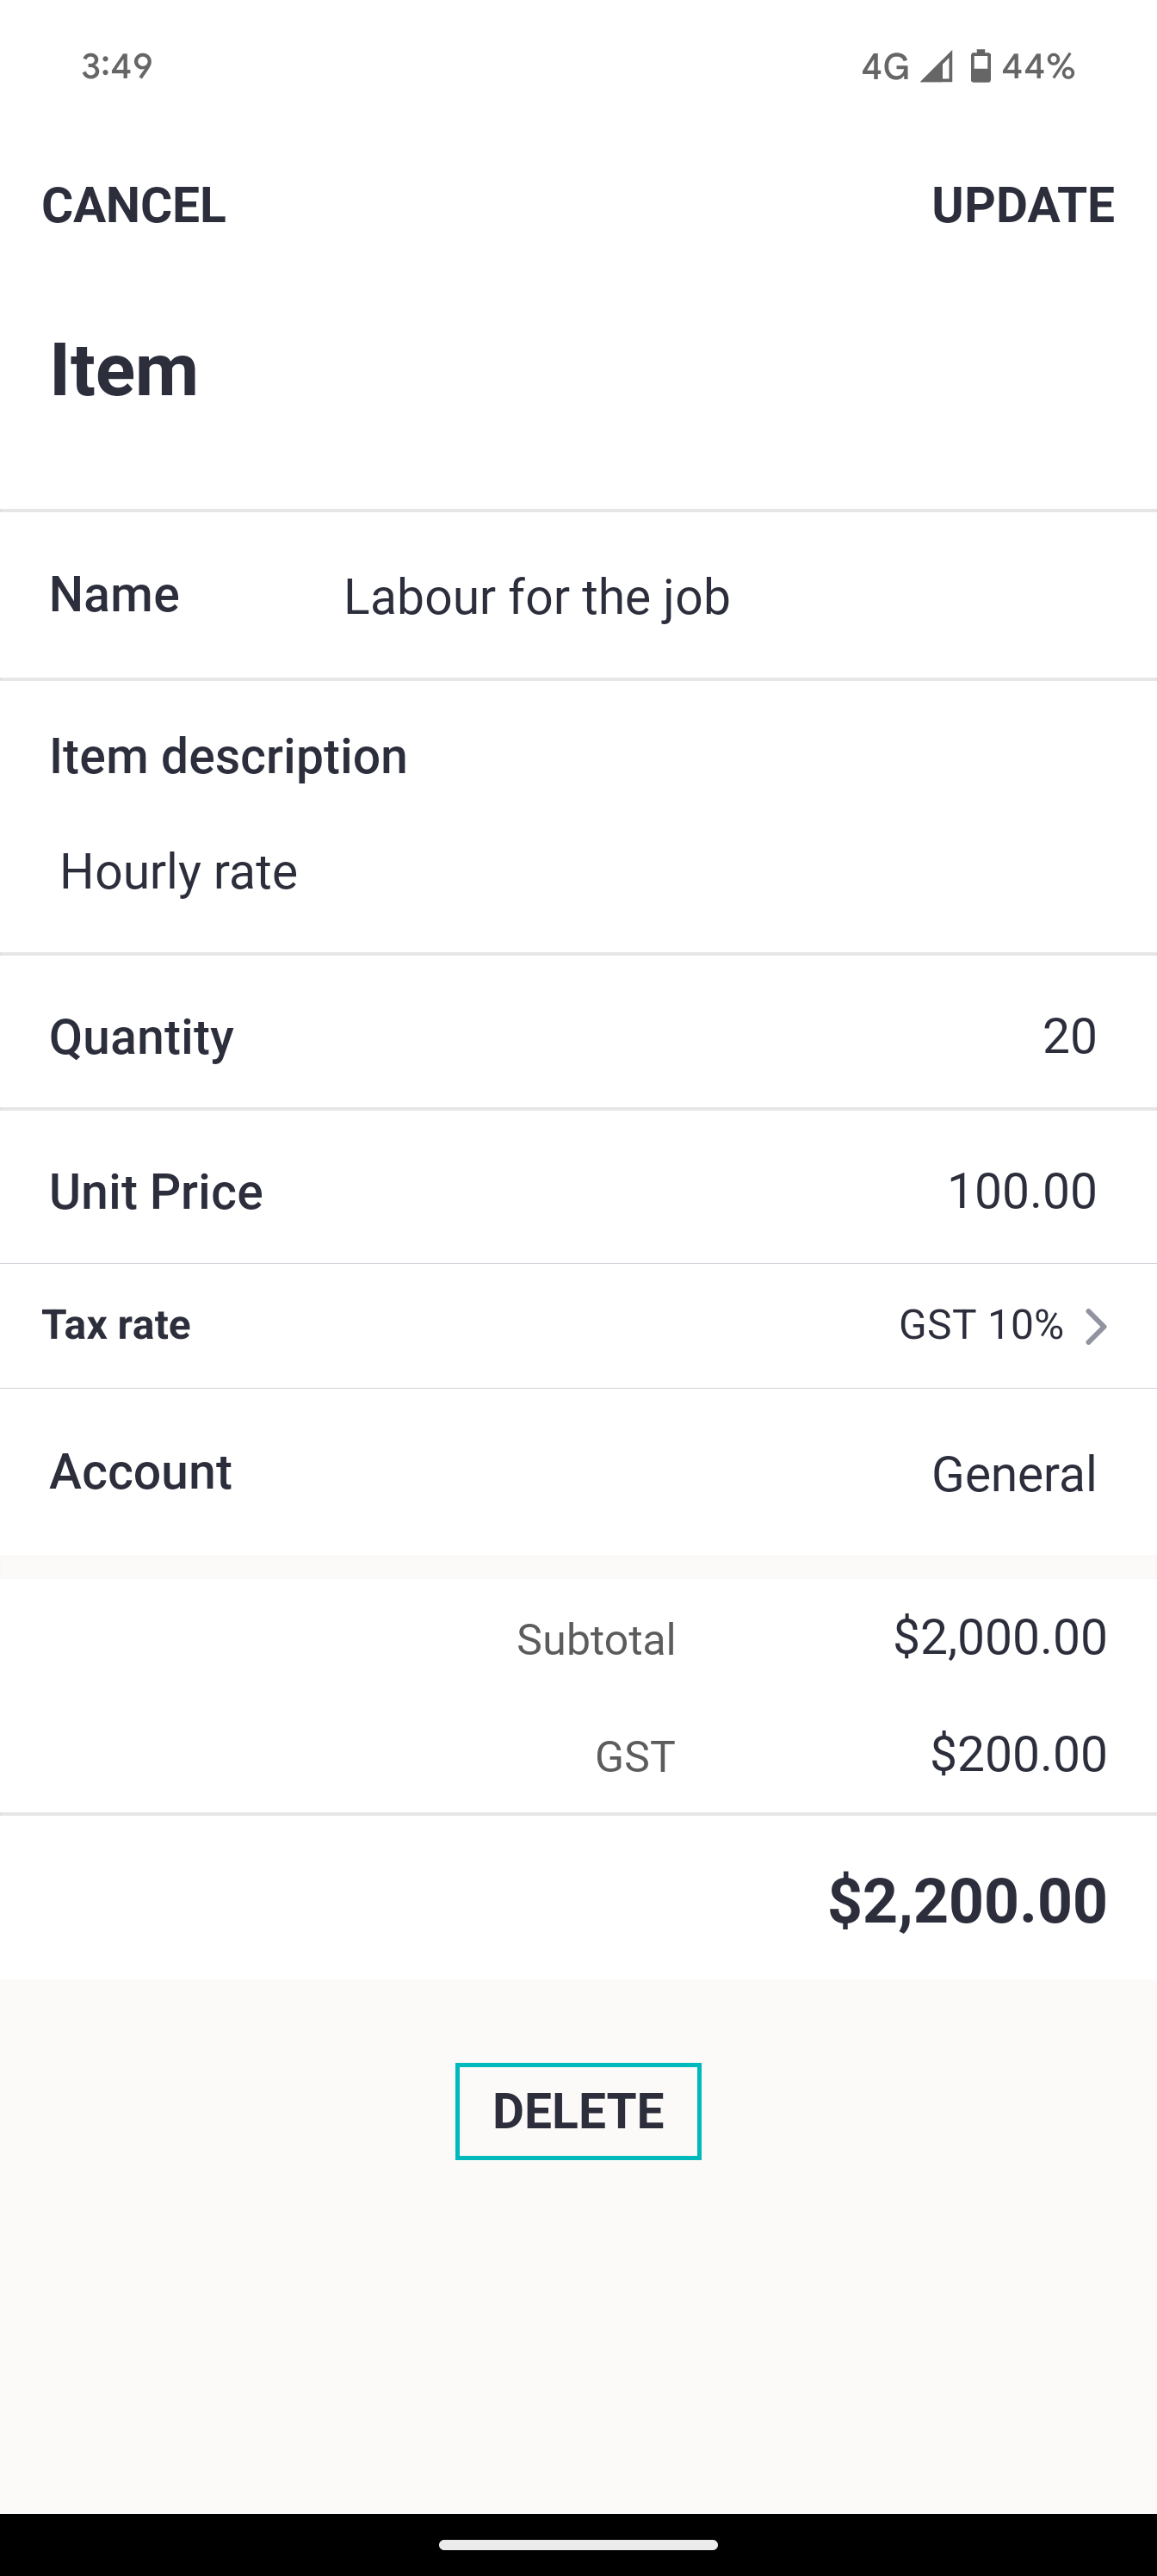 3:49 4G 44%
CANCEL UPDATE
Item
Name Labour for the job
Item description
Hourly rate
Quantity 20
Unit Price 100.00
Tax rate GST 10%
Account General
Subtotal $2,000.00
GST $200.00
$2,200.00
DELETE